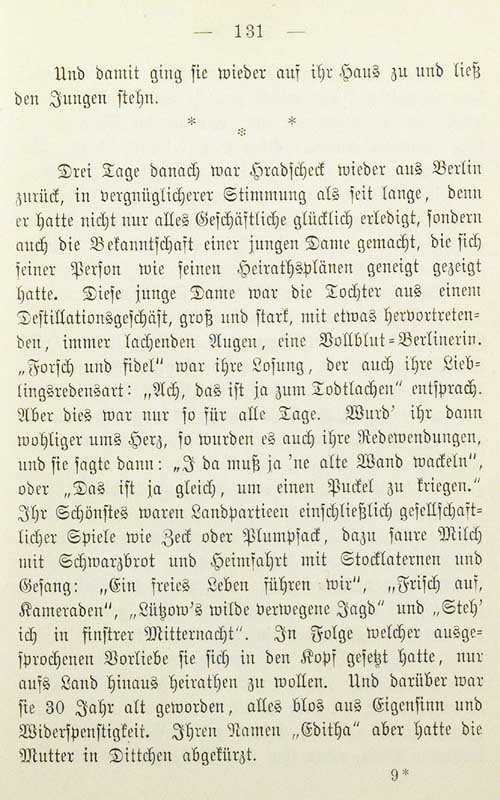 — 131 —
Und damit ging ſie wieder auf ihr Haus zu und ließ
den Jungen ſtehn.
* * *
Drei Tage danach war Hradſcheck wieder aus Berlin
zurück, in vergnüglicherer Stimmung als ſeit lange, denn
er hatte nicht nur alles Geſchäftliche glücklich erledigt, ſondern
auch die Bekanntſchaft einer jungen Dame gemacht, die ſich
ſeiner Perſon wie ſeinen Heirathsplänen geneigt gezeigt
hatte. Dieſe junge Dame war die Tochter aus einem
Deſtillationsgeſchäft, groß und ſtark, mit etwas hervortreten-
den, immer lachenden Augen, eine Vollblut-Berlinerin.
„Forſch und fidel“ war ihre Loſung, der auch ihre Lieb-
lingsredensart: „Ach, das iſt ja zum Todtlachen“ entſprach.
Aber dies war nur ſo für alle Tage. Wurd' ihr dann
wohliger ums Herz, ſo wurden es auch ihre Redewendungen,
und ſie ſagte dann: „I da muß ja 'ne alte Wand wackeln“,
oder „Das iſt ja gleich, um einen Puckel zu kriegen.“
Ihr Schönſtes waren Landpartieen einſchließlich geſellſchaft-
licher Spiele wie Zeck oder Plumpſack, dazu ſaure Milch
mit Schwarzbrot und Heimfahrt mit Stocklaternen und
Geſang: „Ein freies Leben führen wir“, „Friſch auf,
Kameraden“, „Lützow's wilde verwegene Jagd“ und „Steh'
ich in finſtrer Mitternacht“. In Folge welcher ausge-
ſprochenen Vorliebe ſie ſich in den Kopf geſetzt hatte, nur
aufs Land hinaus heirathen zu wollen. Und darüber war
ſie 30 Jahr alt geworden, alles blos aus Eigenſinn und
Widerſpenſtigkeit. Ihren Namen „Editha“ aber hatte die
Mutter in Dittchen abgekürzt.
9*